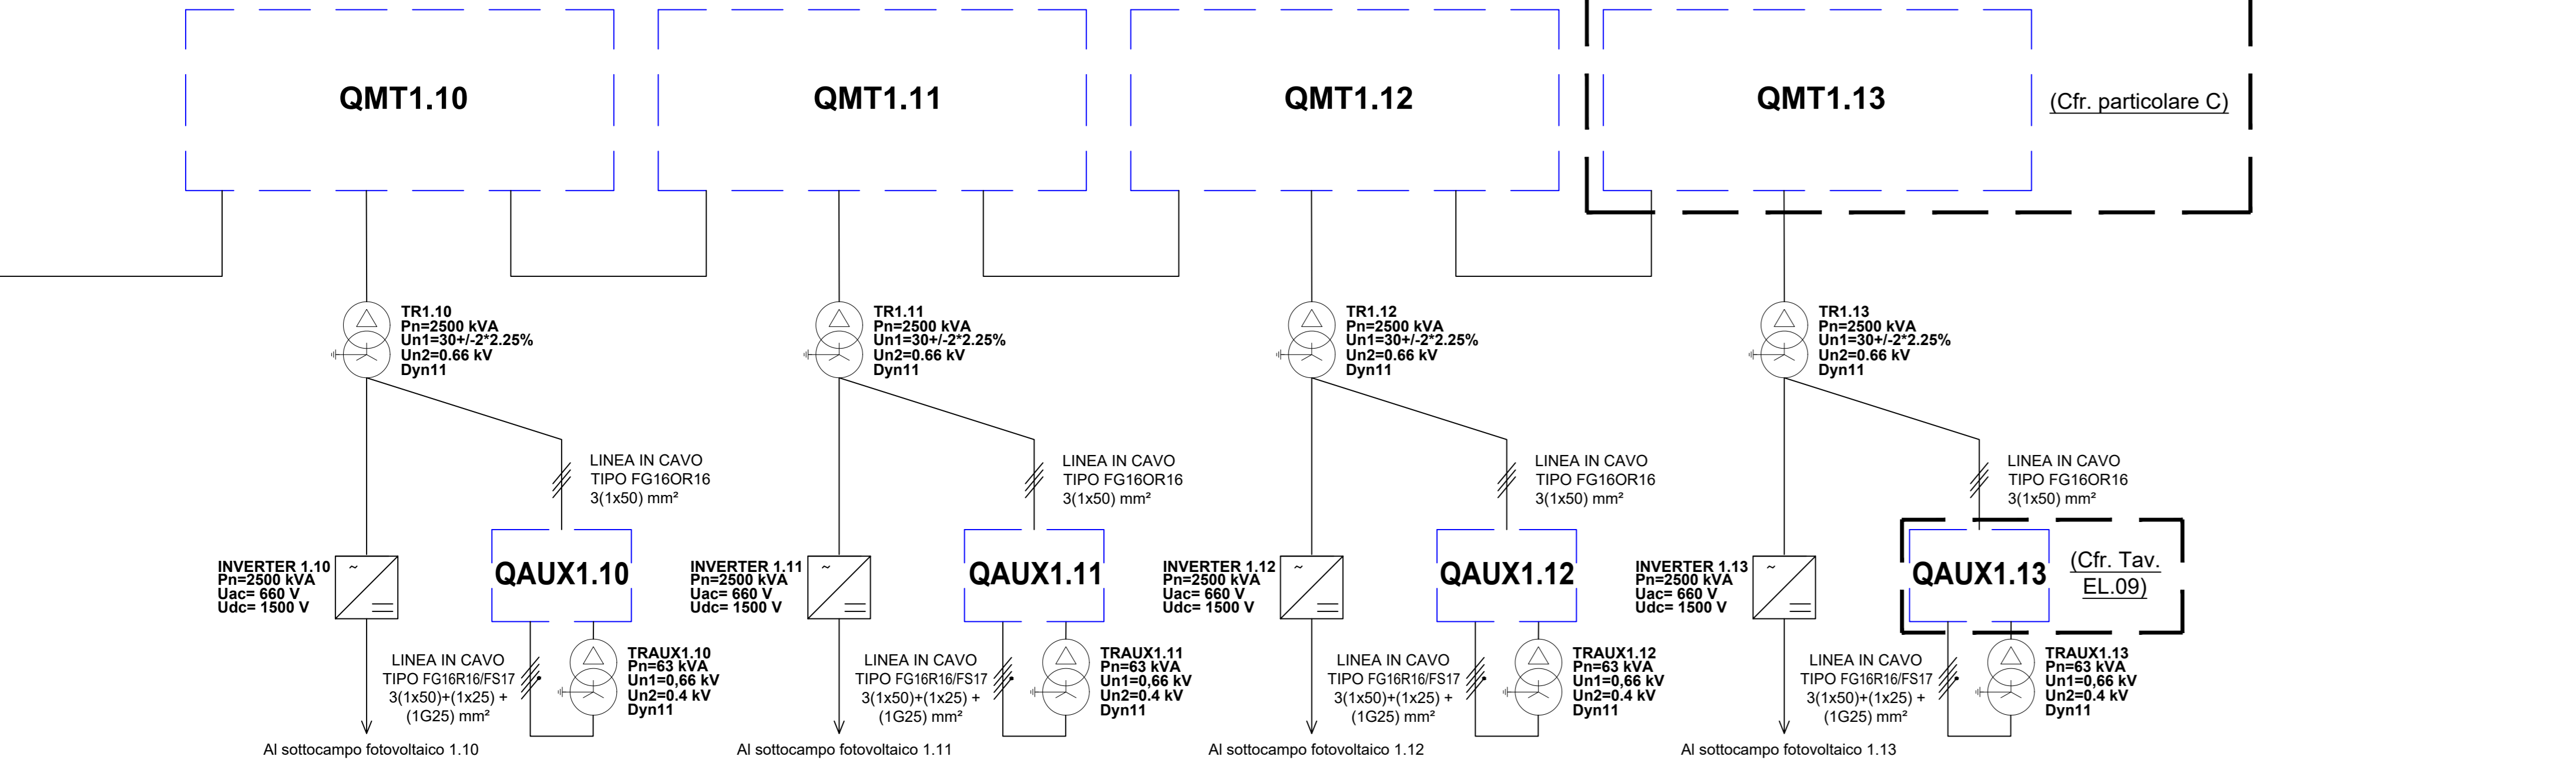 QMT1.10
QMT1.11
QMT1.12
QMT1.13
(Cfr. particolare C)
TR1.10
Pn=2500 kVA
Un1=30+/-2*2.25%
Un2=0.66 kV
Dyn11
TR1.11
Pn=2500 kVA
Un1=30+/-2*2.25%
Un2=0.66 kV
Dyn11
TR1.12
Pn=2500 kVA
Un1=30+/-2*2.25%
Un2=0.66 kV
Dyn11
TR1.13
Pn=2500 kVA
Un1=30+/-2*2.25%
Un2=0.66 kV
Dyn11
LINEA IN CAVO
TIPO FG16OR16
3(1x50) mm²
LINEA IN CAVO
TIPO FG16OR16
3(1x50) mm²
LINEA IN CAVO
TIPO FG16OR16
3(1x50) mm²
LINEA IN CAVO
TIPO FG16OR16
3(1x50) mm²
INVERTER 1.10
Pn=2500 kVA
Uac= 660 V
Udc= 1500 V
QAUX1.10
INVERTER 1.11
Pn=2500 kVA
Uac= 660 V
Udc= 1500 V
QAUX1.11
INVERTER 1.12
Pn=2500 kVA
Uac= 660 V
Udc= 1500 V
QAUX1.12
INVERTER 1.13
Pn=2500 kVA
Uac= 660 V
Udc= 1500 V
QAUX1.13
(Cfr. Tav.
EL.09)
LINEA IN CAVO
TIPO FG16R16/FS17
3(1x50)+(1x25) +
(1G25) mm²
TRAUX1.10
Pn=63 kVA
Un1=0,66 kV
Un2=0.4 kV
Dyn11
LINEA IN CAVO
TIPO FG16R16/FS17
3(1x50)+(1x25) +
(1G25) mm²
TRAUX1.11
Pn=63 kVA
Un1=0,66 kV
Un2=0.4 kV
Dyn11
LINEA IN CAVO
TIPO FG16R16/FS17
3(1x50)+(1x25) +
(1G25) mm²
TRAUX1.12
Pn=63 kVA
Un1=0,66 kV
Un2=0.4 kV
Dyn11
LINEA IN CAVO
TIPO FG16R16/FS17
3(1x50)+(1x25) +
(1G25) mm²
TRAUX1.13
Pn=63 kVA
Un1=0,66 kV
Un2=0.4 kV
Dyn11
Al sottocampo fotovoltaico 1.10
Al sottocampo fotovoltaico 1.11
Al sottocampo fotovoltaico 1.12
Al sottocampo fotovoltaico 1.13